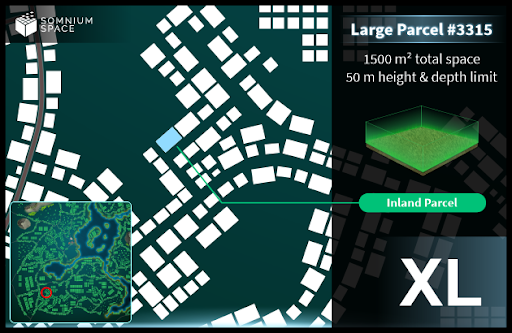 SOMNIUM
SPACE
Large Parcel #3315
1500 m² total space
50 m height & depth limit
Inland Parcel
XL